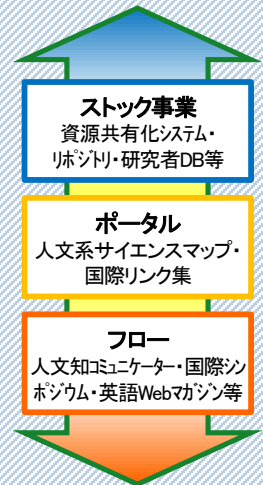 ストック事業
資源共有化システム・
リポジトリ・研究者DB等
ポータル
人文系サイエンスマップ・
国際リンク集
フロー
人文知コミュニケーター・国際シン
ポジウム・英語Webマガジン等